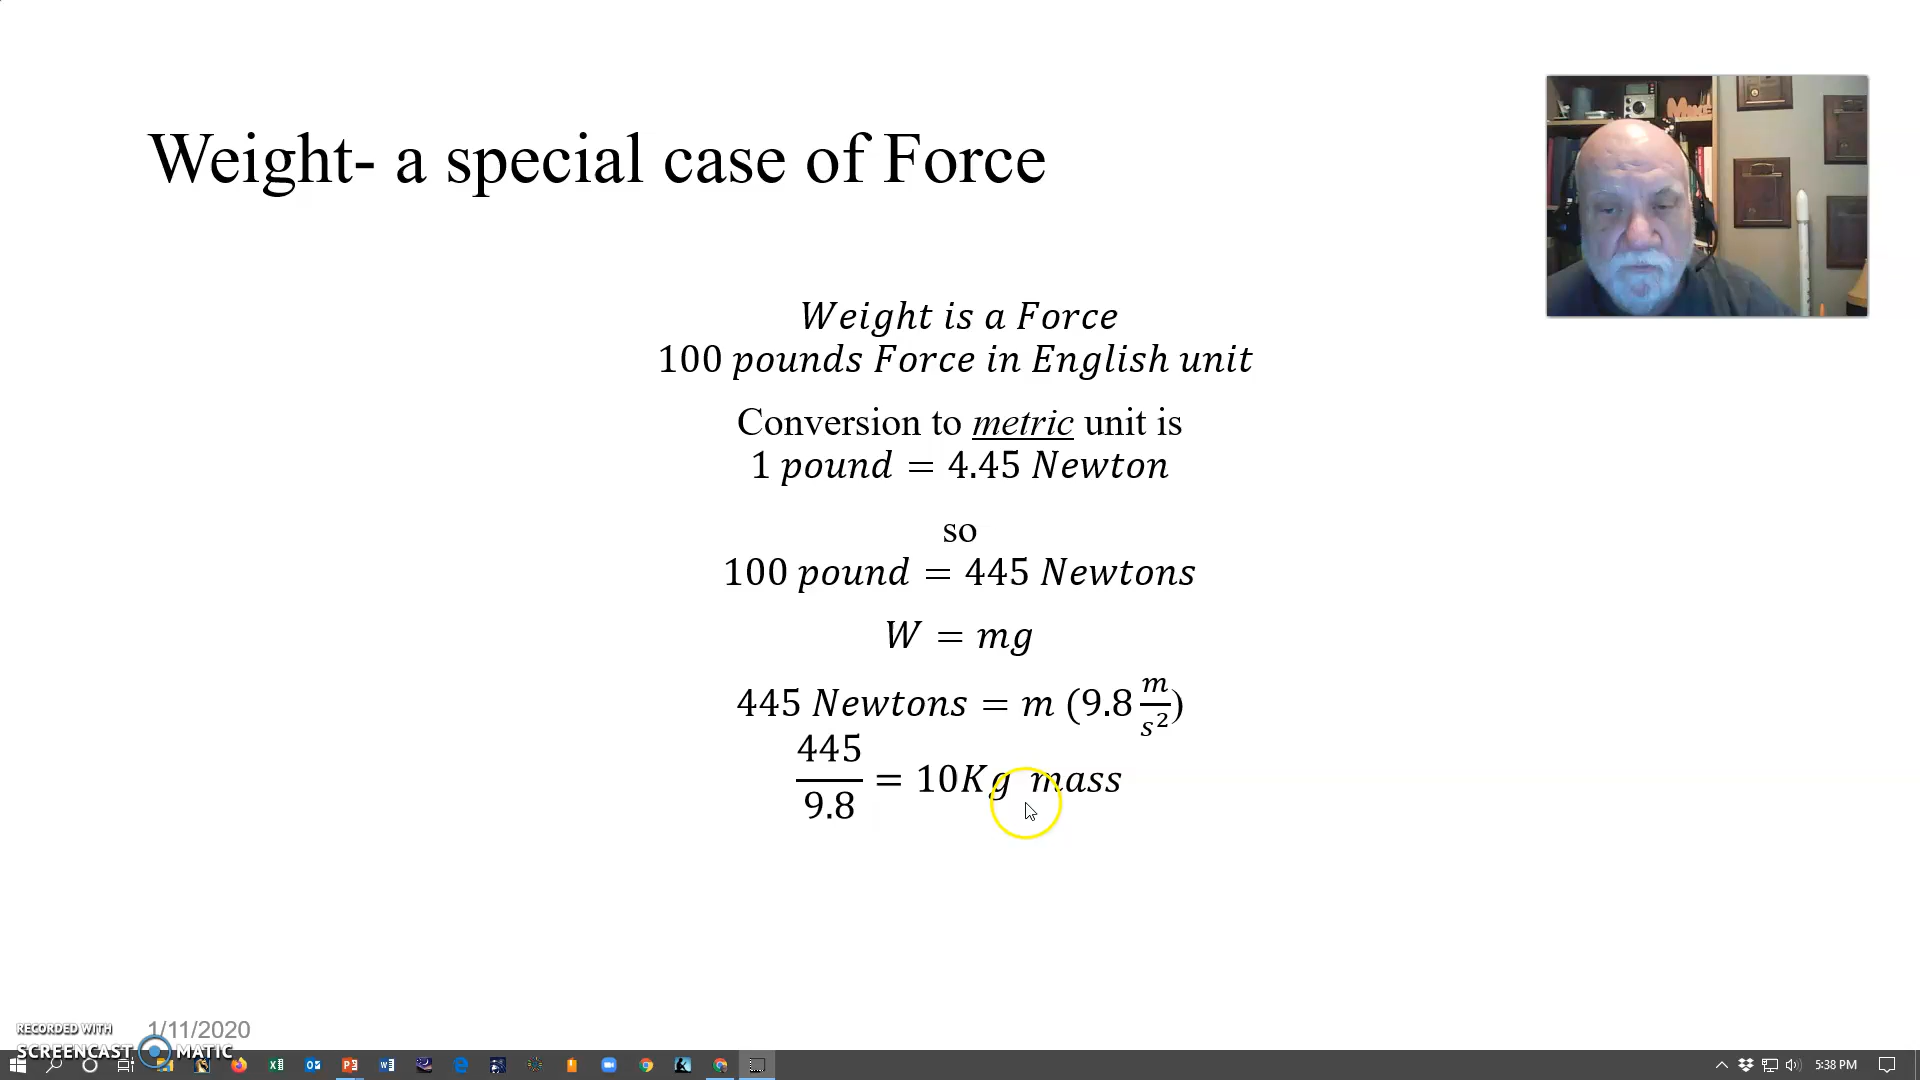 Weight- a special case of Force
Weight is a Force
100 pounds Force in English unit
Conversion to metric unit is
1 pound = 4.45 Newton
so
100 pound = 445 Newtons
W = mg
445 Newtons = m (9.8 m/s²)
445/9.8 = 10Kg mass
1/11/2020
RECORDED WITH
SCREENCAST MATIC
5:38 PM